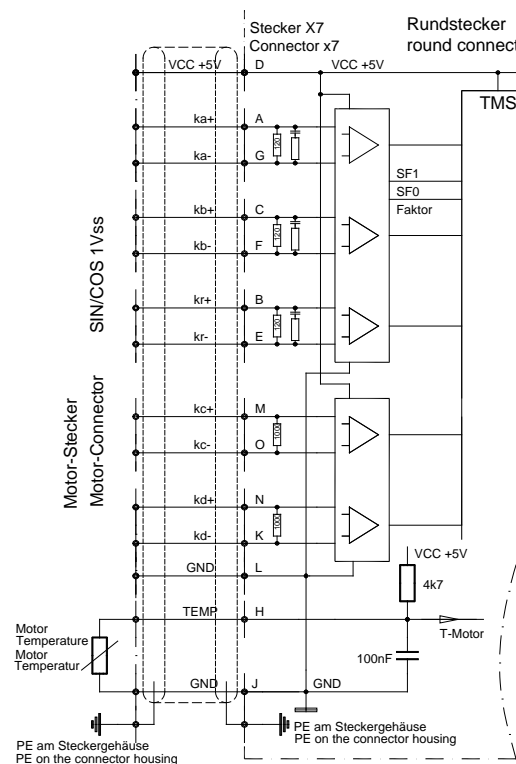 Stecker X7
Connector x7
Rundstecker
round connect
VCC +5V
D
VCC +5V
TMS
ka+
A
120
ka-
G
SF1
SF0
Faktor
kb+
C
120
kb-
F
SIN/COS 1Vss
kr+
B
120
kr-
E
Motor-Stecker
Motor-Connector
kc+
M
1000
kc-
O
kd+
N
1000
kd-
K
VCC +5V
GND
L
4k7
TEMP
H
T-Motor
Motor
Temperature
Motor
Temperatur
100nF
GND
J
GND
PE am Steckergehäuse
PE on the connector housing
PE am Steckergehäuse
PE on the connector housing